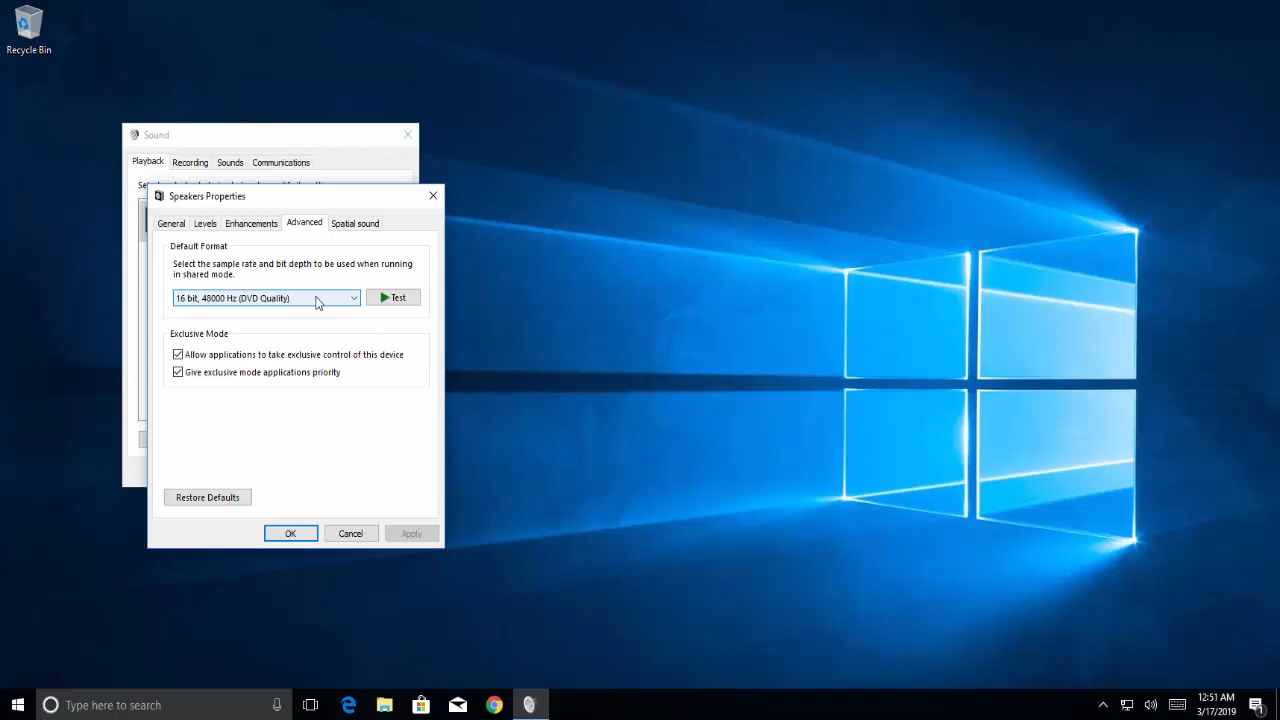 Recycle Bin
Sound
Playback Recording Sounds Communications
Speakers Properties
General Levels Enhancements Advanced Spatial sound
Default Format
Select the sample rate and bit depth to be used when running
in shared mode.
16 bit, 48000 Hz (DVD Quality) Test
Exclusive Mode
Allow applications to take exclusive control of this device
Give exclusive mode applications priority
Restore Defaults
OK Cancel Apply
Type here to search
12:51 AM
3/17/2019
1